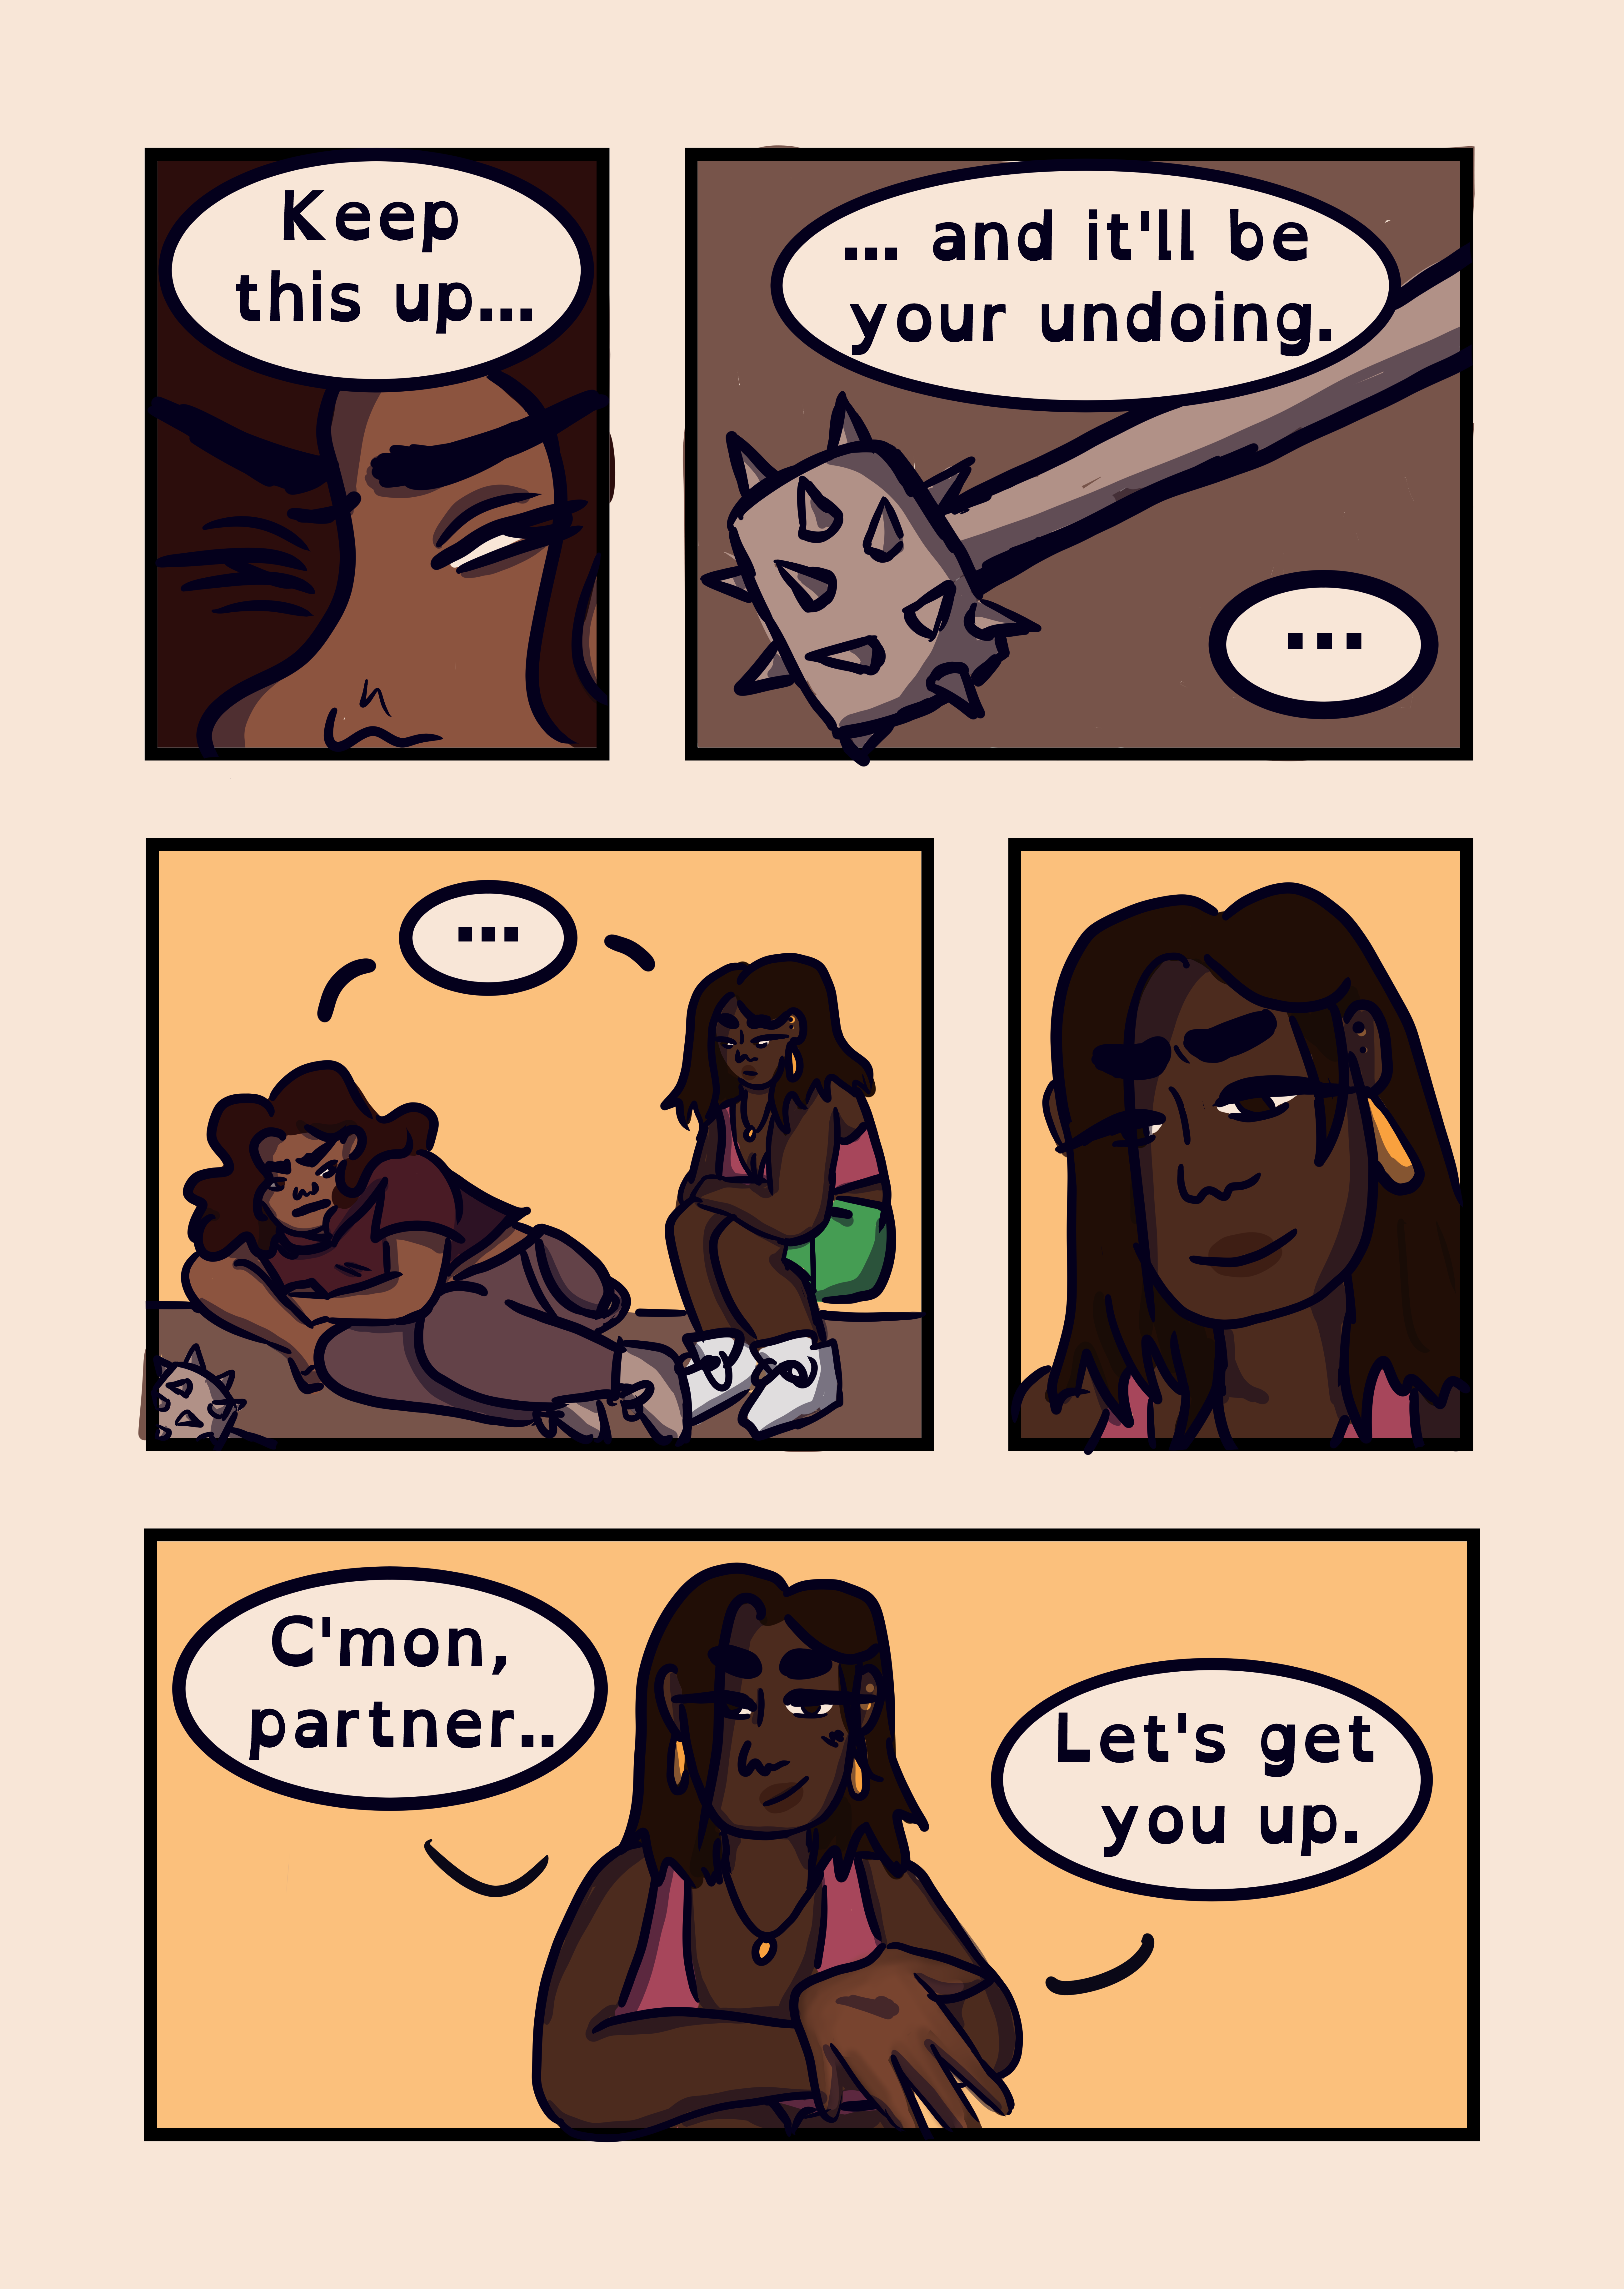 Keep
this up...
... and it'll be
your undoing.
...
...
C'mon,
partner..
Let's get
you up.